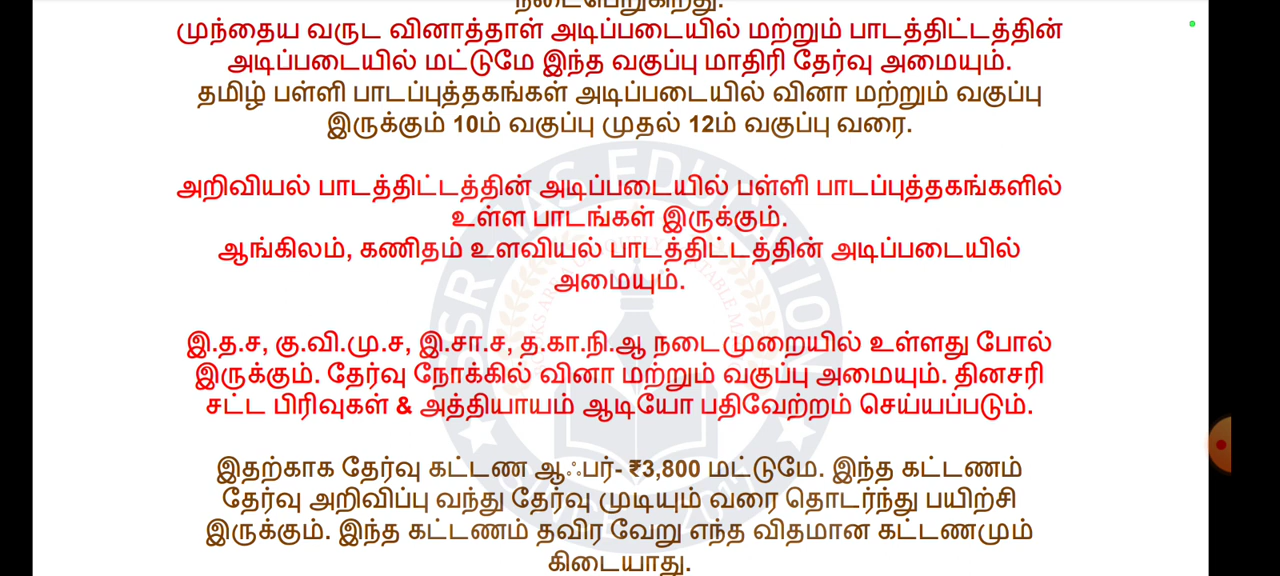 நடைபெறுகிறது.
முந்தைய வருட வினாத்தாள் அடிப்படையில் மற்றும் பாடத்திட்டத்தின்
அடிப்படையில் மட்டுமே இந்த வகுப்பு மாதிரி தேர்வு அமையும்.
தமிழ் பள்ளி பாடப்புத்தகங்கள் அடிப்படையில் வினா மற்றும் வகுப்பு
இருக்கும் 10ம் வகுப்பு முதல் 12ம் வகுப்பு வரை.
அறிவியல் பாடத்திட்டத்தின் அடிப்படையில் பள்ளி பாடப்புத்தகங்களில்
உள்ள பாடங்கள் இருக்கும்.
ஆங்கிலம், கணிதம் உளவியல் பாடத்திட்டத்தின் அடிப்படையில்
அமையும்.
இ.த.ச, கு.வி.மு.ச, இ.சா.ச, த.கா.நி.ஆ நடைமுறையில் உள்ளது போல்
இருக்கும். தேர்வு நோக்கில் வினா மற்றும் வகுப்பு அமையும். தினசரி
சட்ட பிரிவுகள் & அத்தியாயம் ஆடியோ பதிவேற்றம் செய்யப்படும்.
இதற்காக தேர்வு கட்டண ஆஃபர்- ₹3,800 மட்டுமே. இந்த கட்டணம்
தேர்வு அறிவிப்பு வந்து தேர்வு முடியும் வரை தொடர்ந்து பயிற்சி
இருக்கும். இந்த கட்டணம் தவிர வேறு எந்த விதமான கட்டணமும்
கிடையாது.